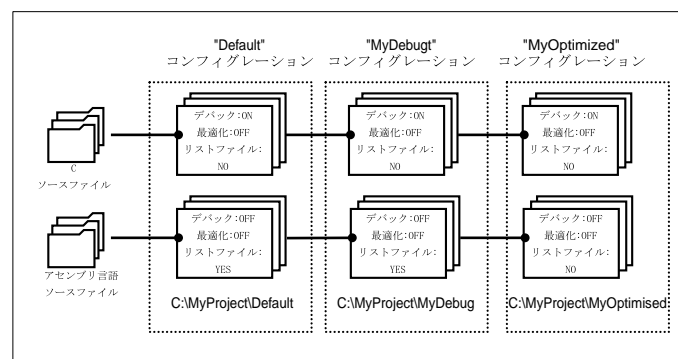 "Default"
コンフィグレーション
"MyDebugt"
コンフィグレーション
"MyOptimized"
コンフィグレーション
C
ソースファイル
デバック:ON
最適化:OFF
リストファイル:
NO
デバック:ON
最適化:OFF
リストファイル:
NO
デバック:OFF
最適化:OFF
リストファイル:
NO
アセンブリ言語
ソースファイル
デバック:OFF
最適化:OFF
リストファイル:
YES
デバック:OFF
最適化:OFF
リストファイル:
YES
デバック:OFF
最適化:OFF
リストファイル:
NO
C:\MyProject\Default
C:\MyProject\MyDebug
C:\MyProject\MyOptimised